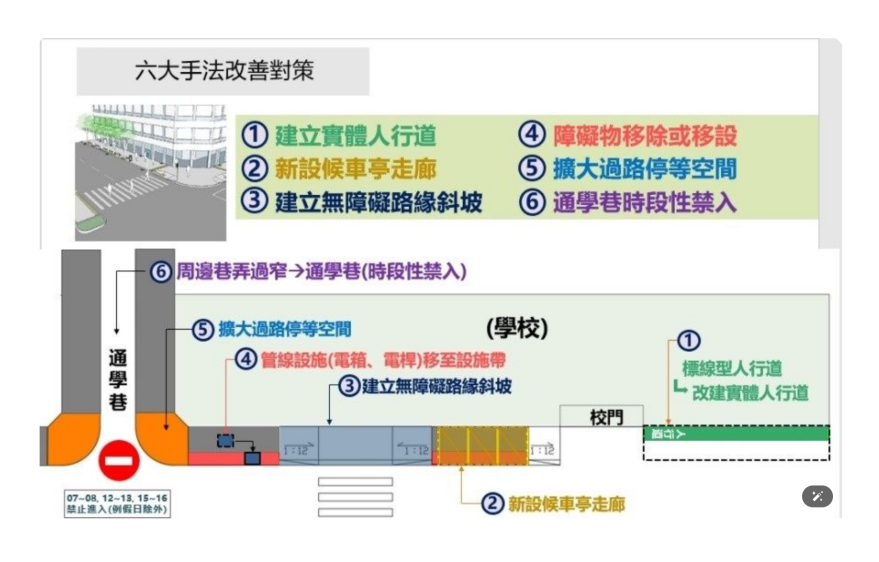 六大手法改善對策
① 建立實體人行道
② 新設候車亭走廊
③ 建立無障礙路緣斜坡
④ 障礙物移除或移設
⑤ 擴大過路停等空間
⑥ 通學巷時段性禁入
⑥ 周邊巷弄過窄→通學巷(時段性禁入)
⑤ 擴大過路停等空間
(學校)
①
④ 管線設施(電箱、電桿)移至設施帶
標線型人行道
改建實體人行道
③建立無障礙路緣斜坡
通學巷
校門
人行道
1:12
1:12
1:12
07~08, 12~13, 15~16
禁止進入(例假日除外)
② 新設候車亭走廊